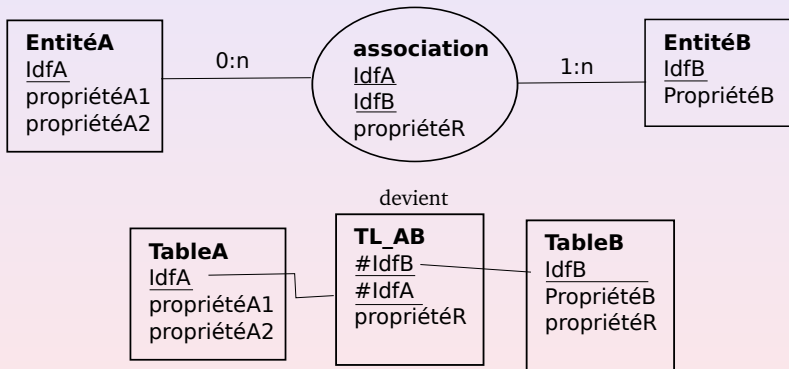 EntitéA
IdfA
propriétéA1
propriétéA2
0:n
association
IdfA
IdfB
propriétéR
1:n
EntitéB
IdfB
PropriétéB
devient
TableA
IdfA
propriétéA1
propriétéA2
TL_AB
#IdfB
#IdfA
propriétéR
TableB
IdfB
PropriétéB
propriétéR